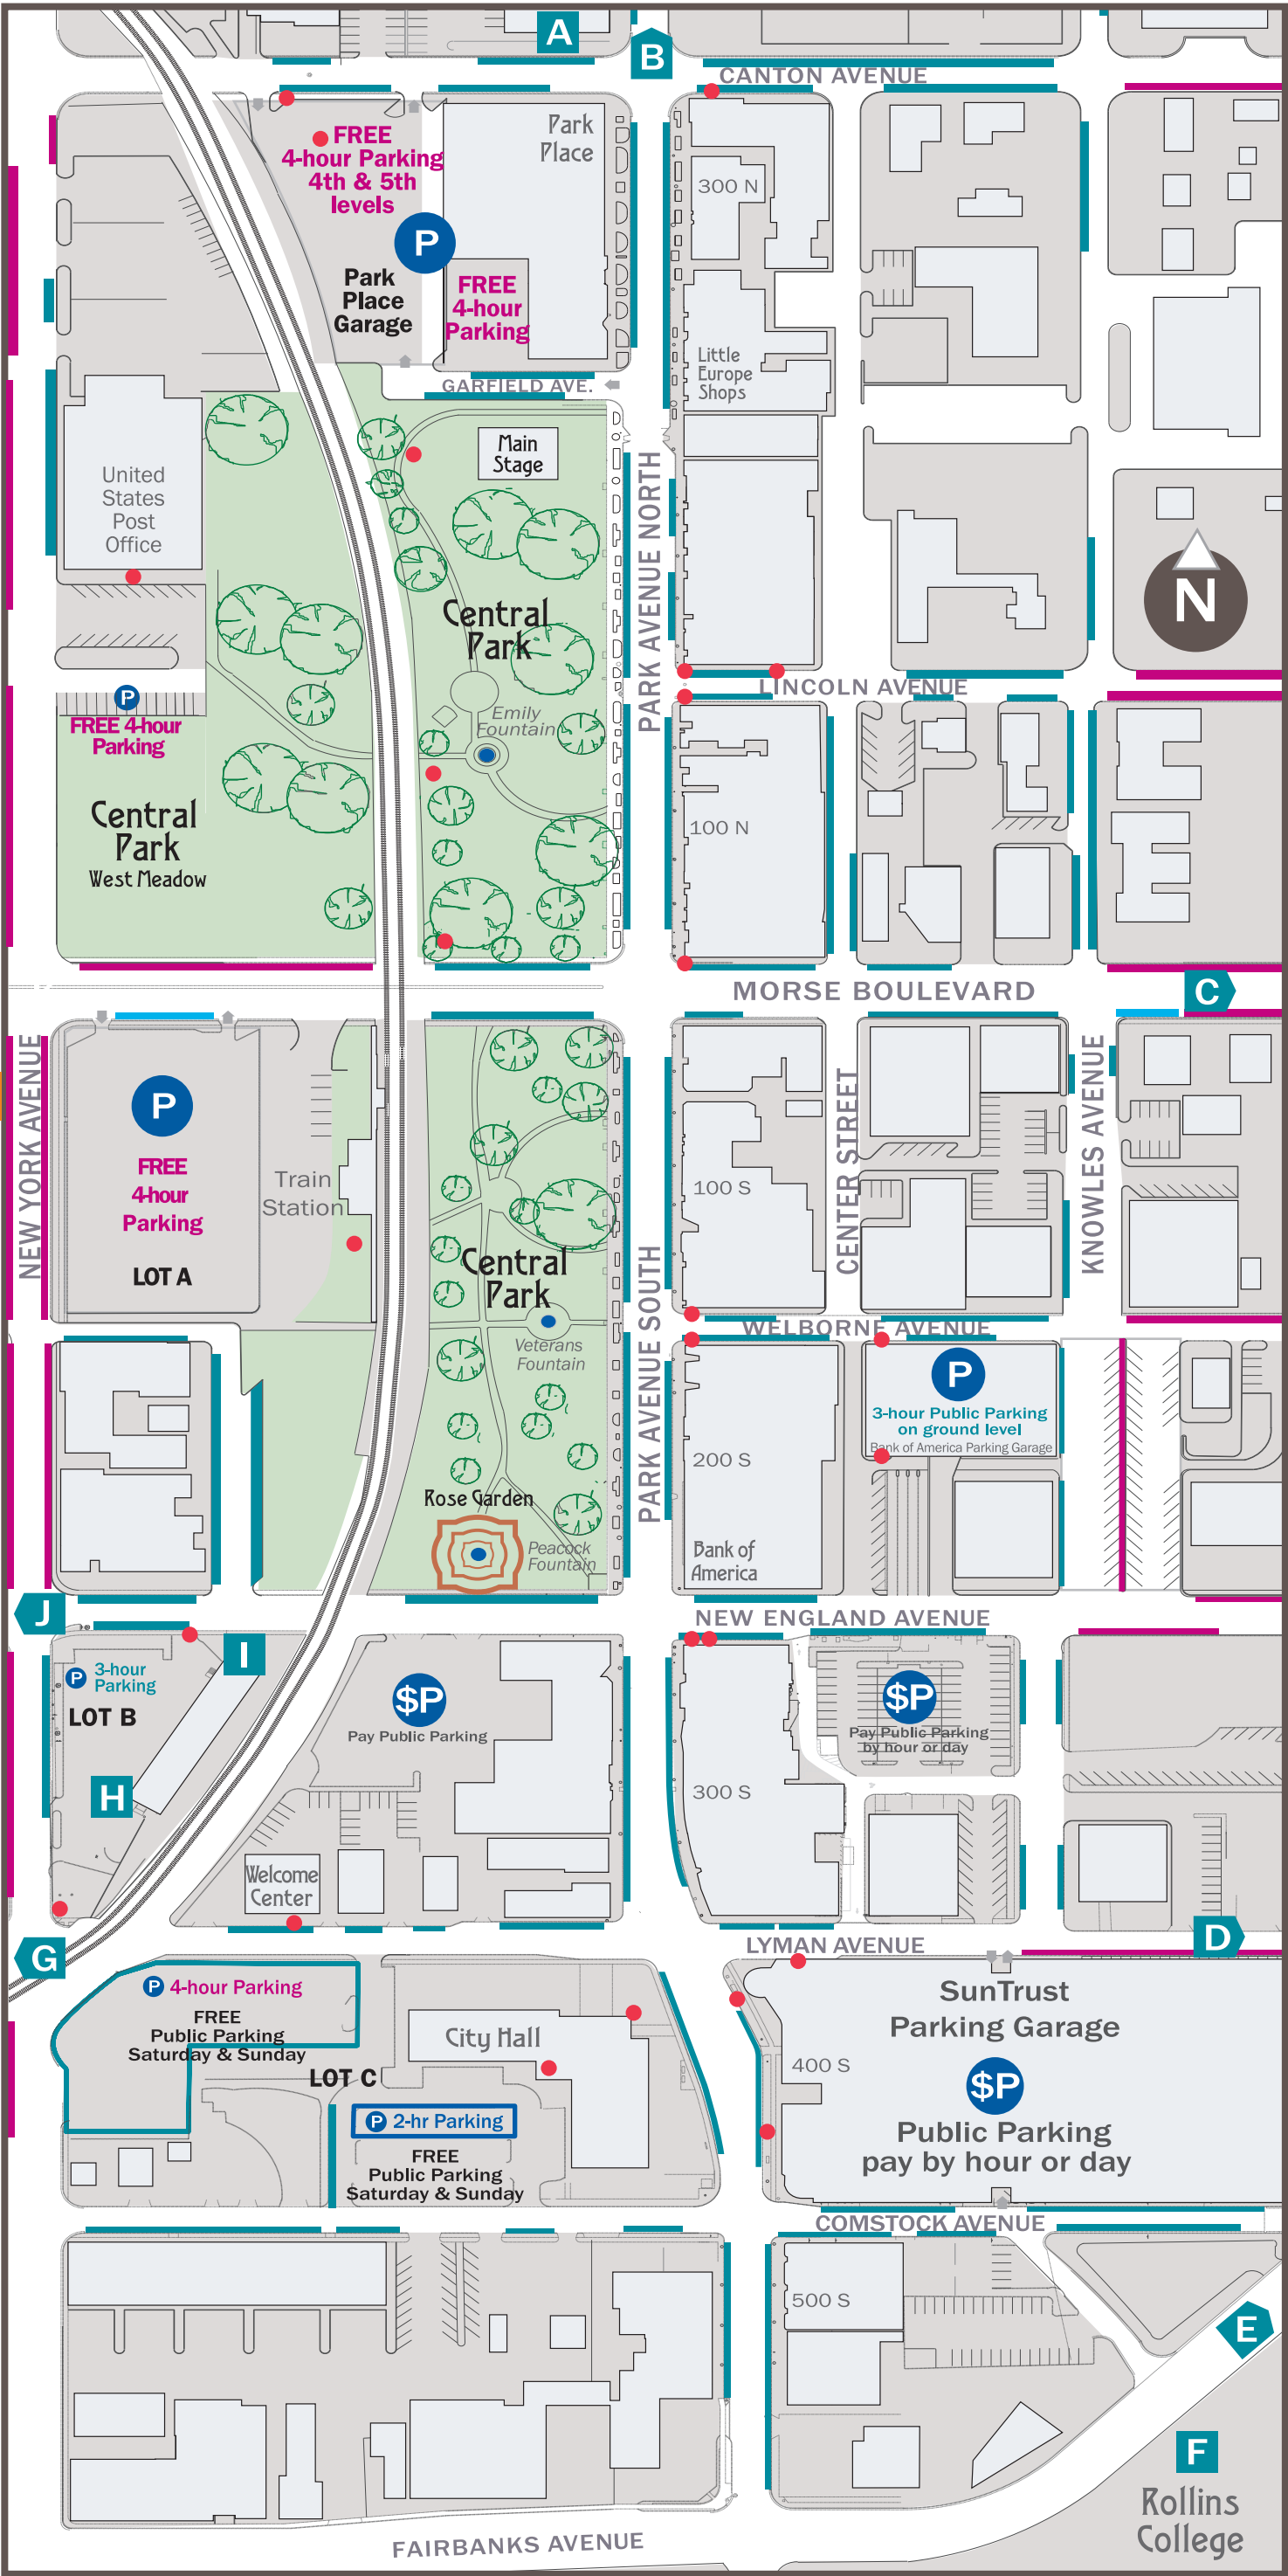 A
B
CANTON AVENUE
FREE
4-hour Parking
4th & 5th
levels
Park
Place
P
Park
Place
Garage
FREE
4-hour
Parking
300 N
Little
Europe
Shops
GARFIELD AVE.
Main
Stage
United
States
Post
Office
PARK AVENUE NORTH
N
Central
Park
LINCOLN AVENUE
P
FREE 4-hour
Parking
Emily
Fountain
Central
Park
West Meadow
100 N
MORSE BOULEVARD
C
NEW YORK AVENUE
P
FREE
4-hour
Parking
LOT A
Train
Station
100 S
CENTER STREET
KNOWLES AVENUE
Central
Park
PARK AVENUE SOUTH
WELBORNE AVENUE
Veterans
Fountain
P
3-hour Public Parking
on ground level
Bank of America Parking Garage
200 S
Rose Garden
Peacock
Fountain
Bank of
America
J
NEW ENGLAND AVENUE
I
P 3-hour
Parking
LOT B
$P
Pay Public Parking
$P
Pay Public Parking
by hour or day
H
300 S
Welcome
Center
G
LYMAN AVENUE
D
P 4-hour Parking
FREE
Public Parking
Saturday & Sunday
LOT C
City Hall
SunTrust
Parking Garage
400 S
$P
Public Parking
pay by hour or day
P 2-hr Parking
FREE
Public Parking
Saturday & Sunday
COMSTOCK AVENUE
500 S
E
F
Rollins
College
FAIRBANKS AVENUE